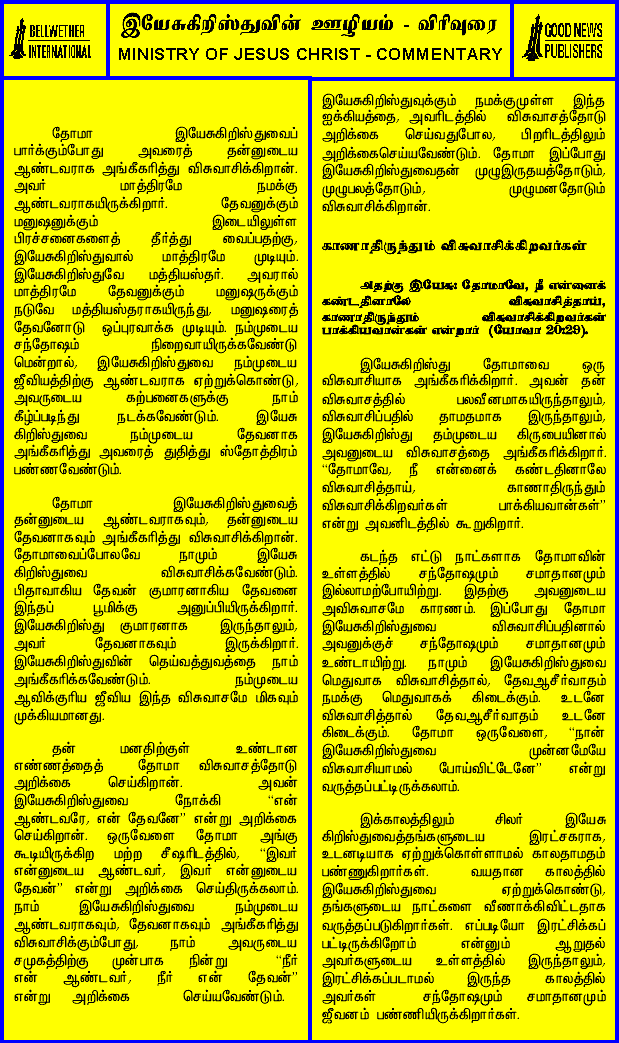 BELLWETHER
INTERNATIONAL
இயேசுகிறிஸ்துவின் ஊழியம் - விரிவுரை
MINISTRY OF JESUS CHRIST - COMMENTARY
GOOD NEWS
PUBLISHERS
தோமா இயேசுகிறிஸ்துவைப்
பார்க்கும்போது அவரைத் தன்னுடைய
ஆண்டவராக அங்கீகரித்து விசுவாசிக்கிறான்.
அவர் மாத்திரமே நமக்கு
ஆண்டவராகயிருக்கிறார். தேவனுக்கும்
மனுஷனுக்கும் இடையிலுள்ள
பிரச்சனைகளைத் தீர்த்து வைப்பதற்கு,
இயேசுகிறிஸ்துவால் மாத்திரமே முடியும்.
இயேசுகிறிஸ்துவே மத்தியஸ்தர். அவரால்
மாத்திரமே தேவனுக்கும் மனுஷருக்கும்
நடுவே மத்தியஸ்தராகயிருந்து, மனுஷரைத்
தேவனோடு ஒப்புரவாக்க முடியும். நம்முடைய
சந்தோஷம் நிறைவாயிருக்கவேண்டு
மென்றால், இயேசுகிறிஸ்துவை நம்முடைய
ஜீவியத்திற்கு ஆண்டவராக ஏற்றுக்கொண்டு,
அவருடைய கற்பனைகளுக்கு நாம்
கீழ்ப்படிந்து நடக்கவேண்டும். இயேசு
கிறிஸ்துவை நம்முடைய தேவனாக
அங்கீகரித்து அவரைத் துதித்து ஸ்தோத்திரம்
பண்ணவேண்டும்.
தோமா இயேசுகிறிஸ்துவைத்
தன்னுடைய ஆண்டவராகவும், தன்னுடைய
தேவனாகவும் அங்கீகரித்து விசுவாசிக்கிறான்.
தோமாவைப்போலவே நாமும் இயேசு
கிறிஸ்துவை விசுவாசிக்கவேண்டும்.
பிதாவாகிய தேவன் குமாரனாகிய தேவனை
இந்தப் பூமிக்கு அனுப்பியிருக்கிறார்.
இயேசுகிறிஸ்து குமாரனாக இருந்தாலும்,
அவர் தேவனாகவும் இருக்கிறார்.
இயேசுகிறிஸ்துவின் தெய்வத்துவத்தை நாம்
அங்கீகரிக்கவேண்டும். நம்முடைய
ஆவிக்குரிய ஜீவிய இந்த விசுவாசமே மிகவும்
முக்கியமானது.
தன் மனதிற்குள் உண்டான
எண்ணத்தைத் தோமா விசுவாசத்தோடு
அறிக்கை செய்கிறான். அவன்
இயேசுகிறிஸ்துவை நோக்கி “என்
ஆண்டவரே, என் தேவனே” என்று அறிக்கை
செய்கிறான். ஒருவேளை தோமா அங்கு
கூடியிருக்கிற மற்ற சீஷரிடத்தில், “இவர்
என்னுடைய ஆண்டவர், இவர் என்னுடைய
தேவன்” என்று அறிக்கை செய்திருக்கலாம்.
நாம் இயேசுகிறிஸ்துவை நம்முடைய
ஆண்டவராகவும், தேவனாகவும் அங்கீகரித்து
விசுவாசிக்கும்போது, நாம் அவருடைய
சமுகத்திற்கு முன்பாக நின்று “நீர்
என் ஆண்டவர், நீர் என் தேவன்”
என்று அறிக்கை செய்யவேண்டும்.
இயேசுகிறிஸ்துவுக்கும் நமக்குமுள்ள இந்த
ஐக்கியத்தை, அவரிடத்தில் விசுவாசத்தோடு
அறிக்கை செய்வதுபோல, பிறரிடத்திலும்
அறிக்கைசெய்யவேண்டும். தோமா இப்போது
இயேசுகிறிஸ்துவைதன் முழுஇருதயத்தோடும்,
முழுபலத்தோடும், முழுமனதோடும்
விசுவாசிக்கிறான்.
காணாதிருந்தும் விசுவாசிக்கிறவர்கள்
அதற்கு இயேசு: தோமாவே, நீ என்னைக்
கண்டதினாலே விசுவாசித்தாய்,
காணாதிருந்தும் விசுவாசிக்கிறவர்கள்
பாக்கியவான்கள் என்றார் (யோவா 20:29).
இயேசுகிறிஸ்து தோமாவை ஒரு
விசுவாசியாக அங்கீகரிக்கிறார். அவன் தன்
விசுவாசத்தில் பலவீனமாகயிருந்தாலும்,
விசுவாசிப்பதில் தாமதமாக இருந்தாலும்,
இயேசுகிறிஸ்து தம்முடைய கிருபையினால்
அவனுடைய விசுவாசத்தை அங்கீகரிக்கிறார்.
“தோமாவே, நீ என்னைக் கண்டதினாலே
விசுவாசித்தாய், காணாதிருந்தும்
விசுவாசிக்கிறவர்கள் பாக்கியவான்கள்”
என்று அவனிடத்தில் கூறுகிறார்.
கடந்த எட்டு நாட்களாக தோமாவின்
உள்ளத்தில் சந்தோஷமும் சமாதானமும்
இல்லாமற்போயிற்று. இதற்கு அவனுடைய
அவிசுவாசமே காரணம். இப்போது தோமா
இயேசுகிறிஸ்துவை விசுவாசிப்பதினால்
அவனுக்குச் சந்தோஷமும் சமாதானமும்
உண்டாயிற்று. நாமும் இயேசுகிறிஸ்துவை
மெதுவாக விசுவாசித்தால், தேவஆசீர்வாதம்
நமக்கு மெதுவாகக் கிடைக்கும். உடனே
விசுவாசித்தால் தேவஆசீர்வாதம் உடனே
கிடைக்கும். தோமா ஒருவேளை, “நான்
இயேசுகிறிஸ்துவை முன்னமேயே
விசுவாசியாமல் போய்விட்டேனே” என்று
வருத்தப்பட்டிருக்கலாம்.
இக்காலத்திலும் சிலர் இயேசு
கிறிஸ்துவைத்தங்களுடைய இரட்சகராக,
உடனடியாக ஏற்றுக்கொள்ளாமல் காலதாமதம்
பண்ணுகிறார்கள். வயதான காலத்தில்
இயேசுகிறிஸ்துவை ஏற்றுக்கொண்டு,
தங்களுடைய நாட்களை வீணாக்கிவிட்டதாக
வருத்தப்படுகிறார்கள். எப்படியோ இரட்சிக்கப்
பட்டிருக்கிறோம் என்னும் ஆறுதல்
அவர்களுடைய உள்ளத்தில் இருந்தாலும்,
இரட்சிக்கப்படாமல் இருந்த காலத்தில்
அவர்கள் சந்தோஷமும் சமாதானமும்
ஜீவனம் பண்ணியிருக்கிறார்கள்.